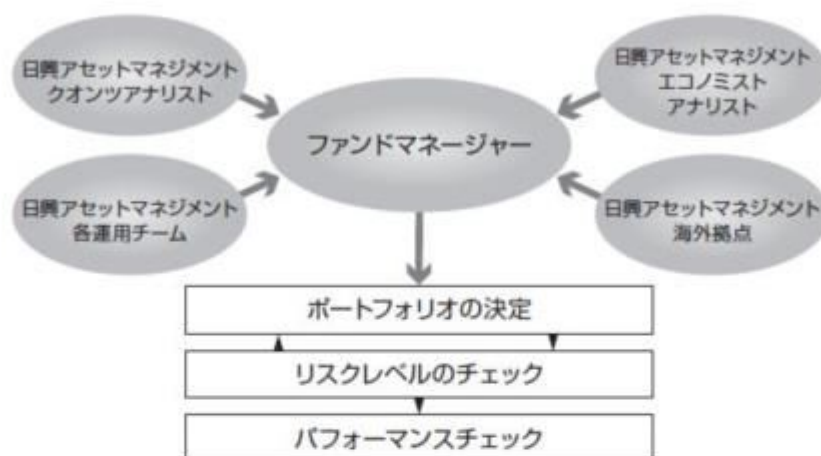 日興アセットマネジメント
クオンツアナリスト
日興アセットマネジメント
エコノミスト
アナリスト
ファンドマネージャー
日興アセットマネジメント
各運用チーム
日興アセットマネジメント
海外拠点
ポートフォリオの決定
リスクレベルのチェック
パフォーマンスチェック